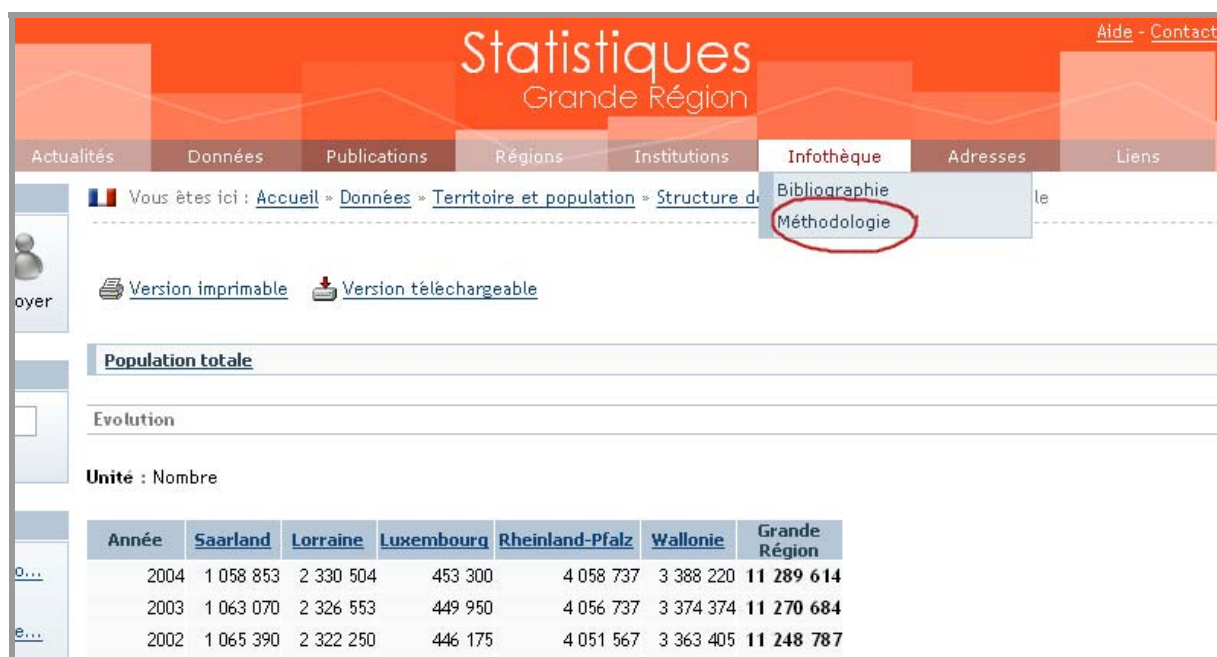 Aide - Contact
Statistiques
Grande Région
Actualités Données Publications Régions Institutions Infothèque Adresses Liens
Vous êtes ici : Accueil » Données » Territoire et population » Structure
Bibliographie
Méthodologie
Version imprimable Version téléchargeable
Population totale
Evolution
Unité : Nombre
Année Saarland Lorraine Luxembourg Rheinland-Pfalz Wallonie Grande Région
2004 1 058 853 2 330 504 453 300 4 058 737 3 388 220 11 289 614
2003 1 063 070 2 326 553 449 950 4 056 737 3 374 374 11 270 684
2002 1 065 390 2 322 250 446 175 4 051 567 3 363 405 11 248 787